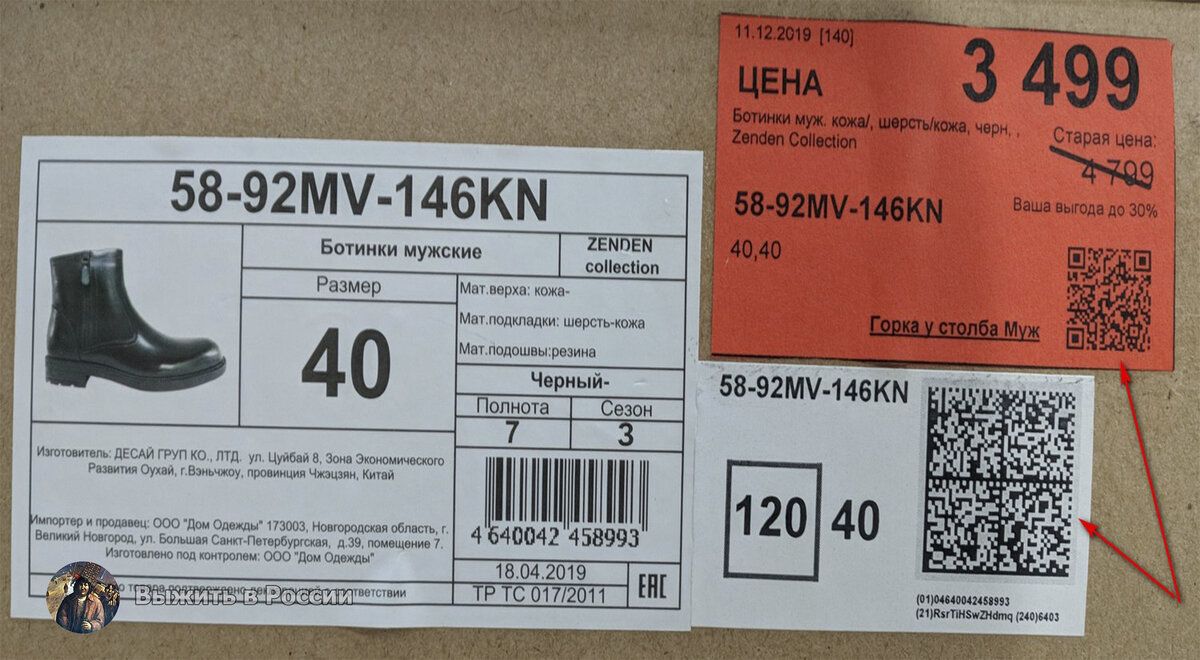 58-92MV-146KN
Ботинки мужские
ZENDEN
collection
Размер
40
Мат.верха: кожа-
Мат.подкладки: шерсть-кожа
Мат.подошвы:резина
Черный-
Полнота
Сезон
7
3
Изготовитель: ДЕСАЙ ГРУП КО., ЛТД. ул. Цуйбай 8, Зона Экономического
Развития Оухай, г.Вэньчжоу, провинция Чжэцзян, Китай
Импортер и продавец: ООО "Дом Одежды" 173003, Новгородская область, г.
Великий Новгород, ул. Большая Санкт-Петербургская, д.39, помещение 7.
Изготовлено под контролем: ООО "Дом Одежды"
4 640042 458993
18.04.2019
ТР ТС 017/2011
EAC
Выжить в России
11.12.2019 [140]
ЦЕНА
3 499
Ботинки муж. кожа/, шерсть/кожа, черн, ,
Zenden Collection
Старая цена:
4 799
58-92MV-146KN
Ваша выгода до 30%
40,40
Горка у столба Муж
58-92MV-146KN
120
40
(01)04640042458993
(21)RsrTiHSwZHdmq (240)6403